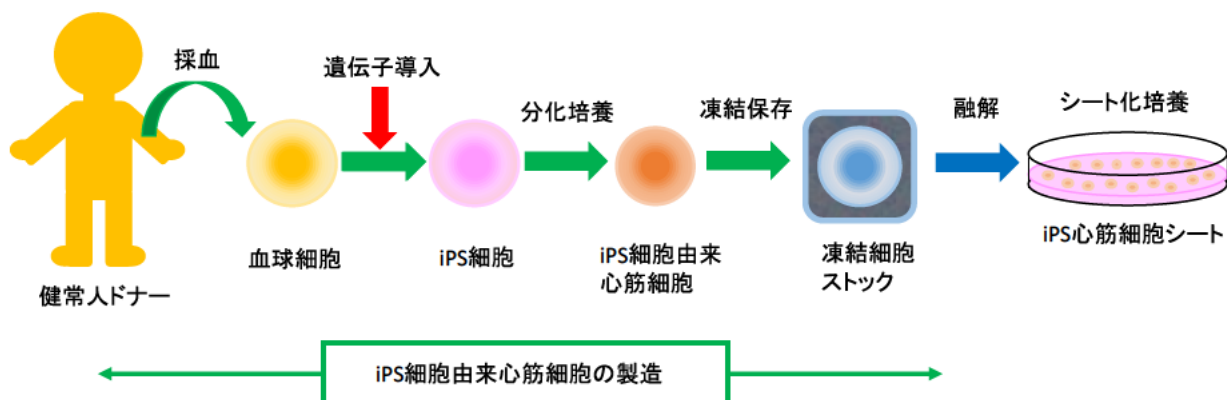 採血
遺伝子導入
分化培養
凍結保存
融解
シート化培養
健常人ドナー
血球細胞
iPS細胞
iPS細胞由来
心筋細胞
凍結細胞
ストック
iPS心筋細胞シート
iPS細胞由来心筋細胞の製造